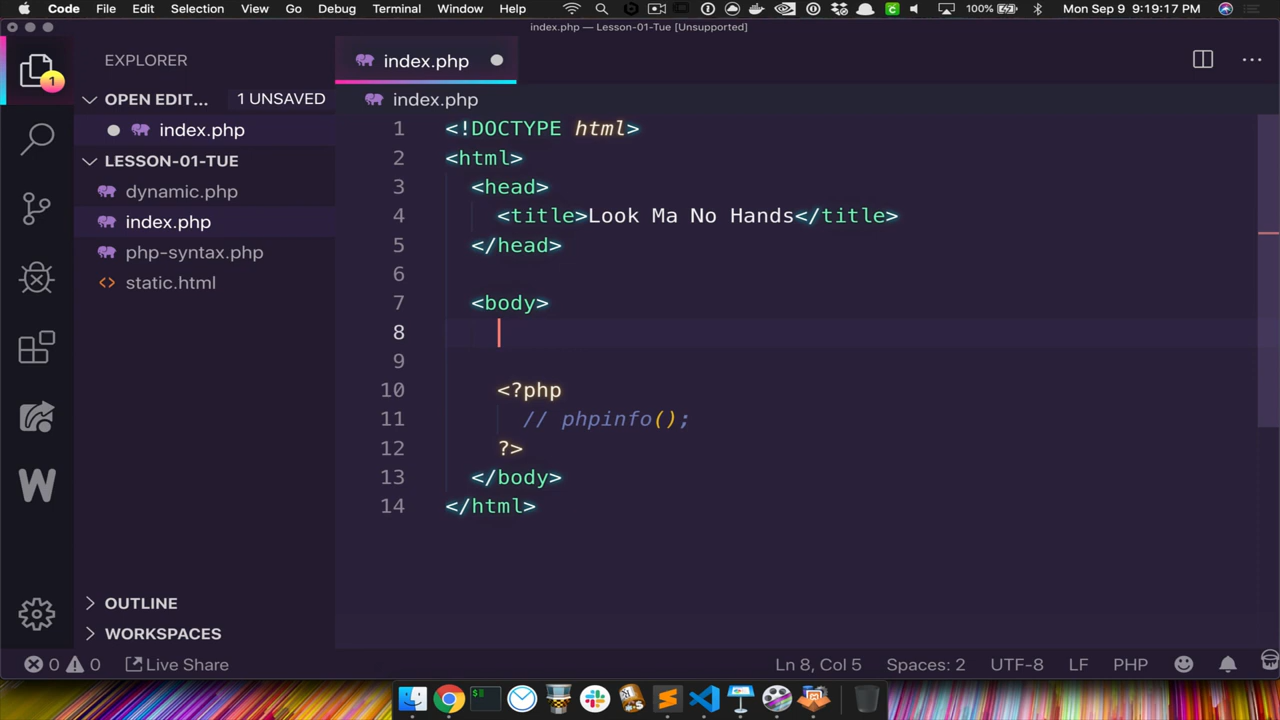 Code File Edit Selection View Go Debug Terminal Window Help 100% Mon Sep 9 9:19:17 PM
index.php — Lesson-01-Tue [Unsupported]
EXPLORER
index.php
1
OPEN EDIT... 1 UNSAVED
index.php
index.php
LESSON-01-TUE
dynamic.php
index.php
php-syntax.php
static.html
1 <!DOCTYPE html>
2 <html>
3 <head>
4 <title>Look Ma No Hands</title>
5 </head>
6
7 <body>
8
9
10 <?php
11 // phpinfo();
12 ?>
13 </body>
14 </html>
W
OUTLINE
WORKSPACES
0 0 Live Share Ln 8, Col 5 Spaces: 2 UTF-8 LF PHP